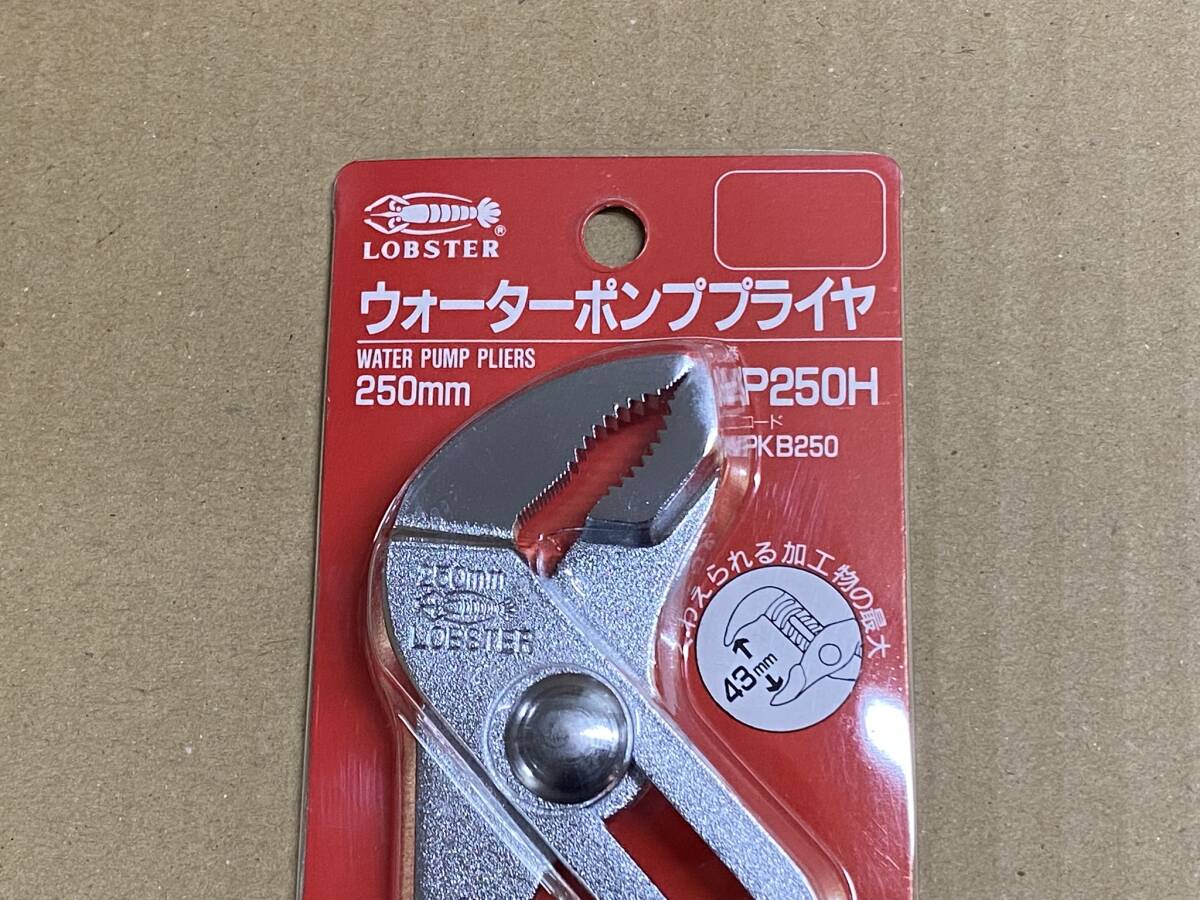 LOBSTER®
ウォーターポンププライヤ
WATER PUMP PLIERS
250mm
P250H
コード
PKB250
250mm
LOBSTER
わえられる加工物の最大
43mm